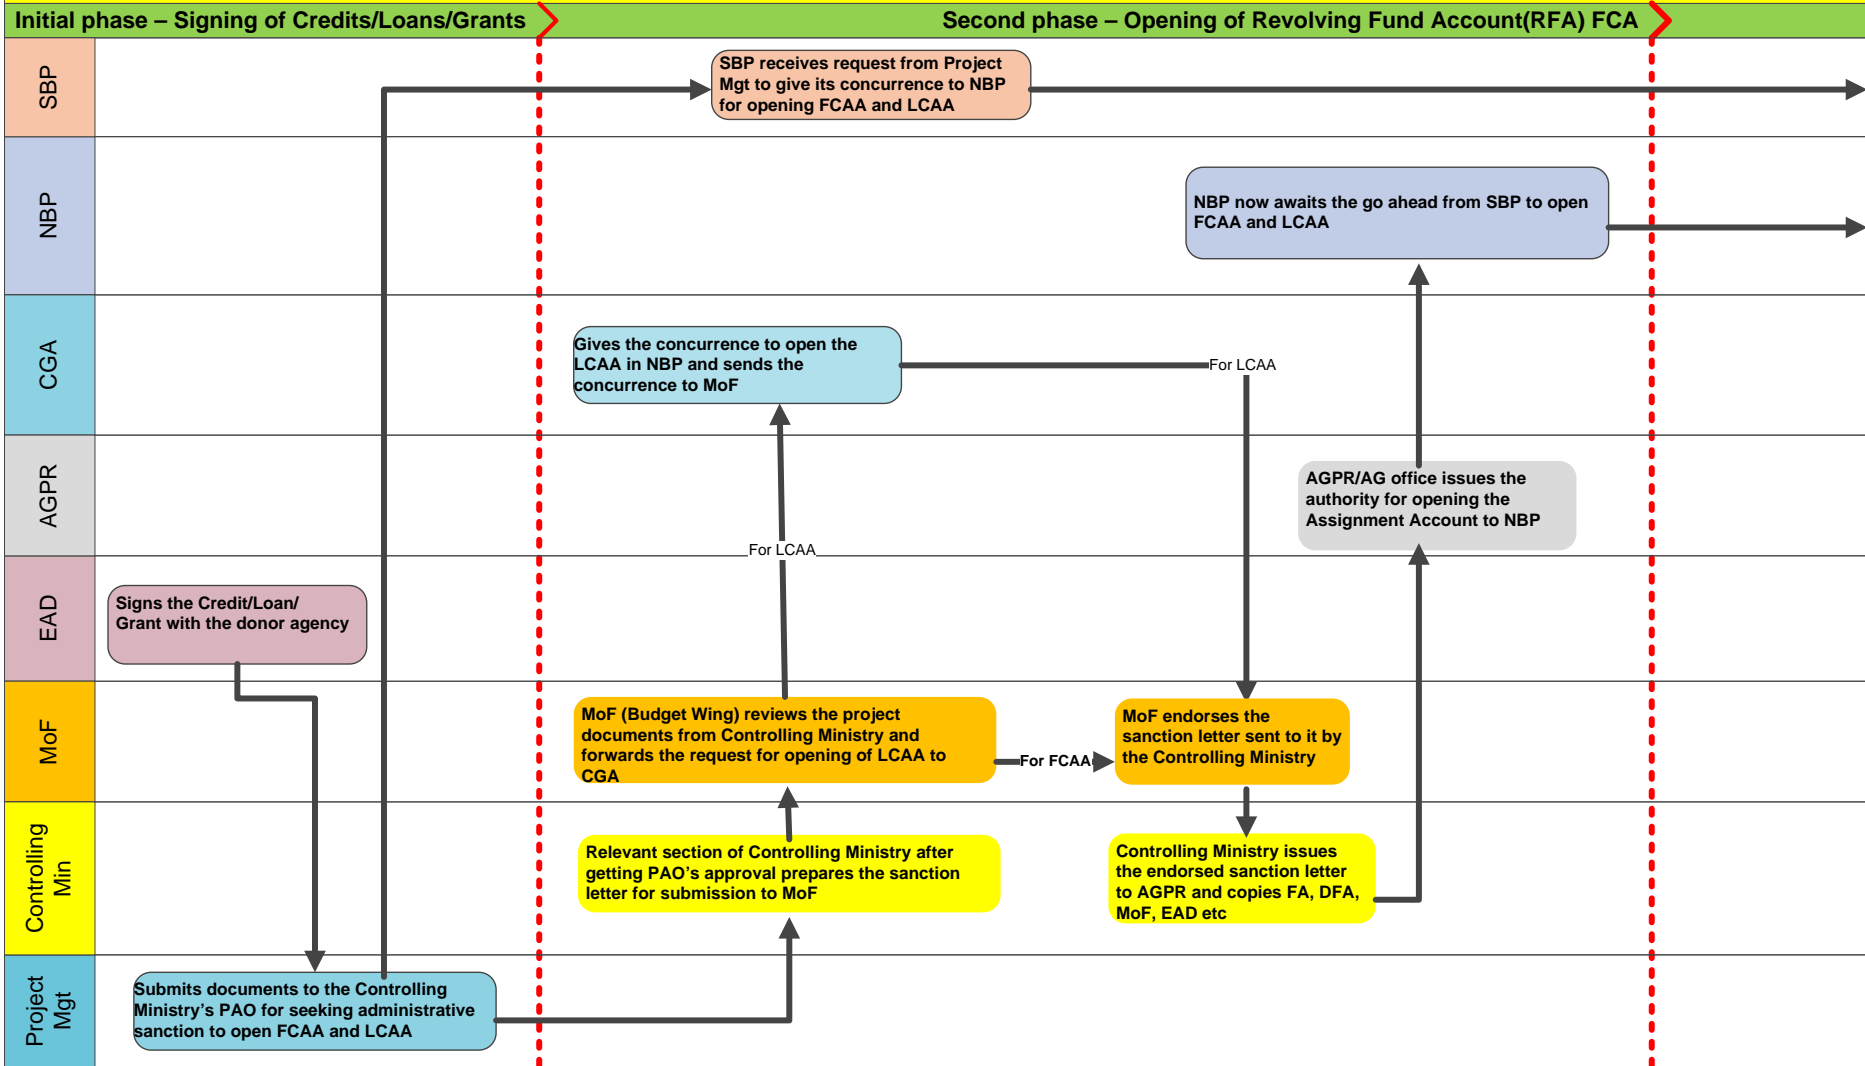 Initial phase – Signing of Credits/Loans/Grants
Second phase – Opening of Revolving Fund Account(RFA) FCA
SBP
SBP receives request from Project
Mgt to give its concurrence to NBP
for opening FCAA and LCAA
NBP
NBP now awaits the go ahead from SBP to open
FCAA and LCAA
CGA
Gives the concurrence to open the
LCAA in NBP and sends the
concurrence to MoF
For LCAA
AGPR
AGPR/AG office issues the
authority for opening the
Assignment Account to NBP
For LCAA
EAD
Signs the Credit/Loan/
Grant with the donor agency
MoF
MoF (Budget Wing) reviews the project
documents from Controlling Ministry and
forwards the request for opening of LCAA to
CGA
For FCAA
MoF endorses the
sanction letter sent to it by
the Controlling Ministry
Controlling
Min
Relevant section of Controlling Ministry after
getting PAO’s approval prepares the sanction
letter for submission to MoF
Controlling Ministry issues
the endorsed sanction letter
to AGPR and copies FA, DFA,
MoF, EAD etc
Project
Mgt
Submits documents to the Controlling
Ministry’s PAO for seeking administrative
sanction to open FCAA and LCAA